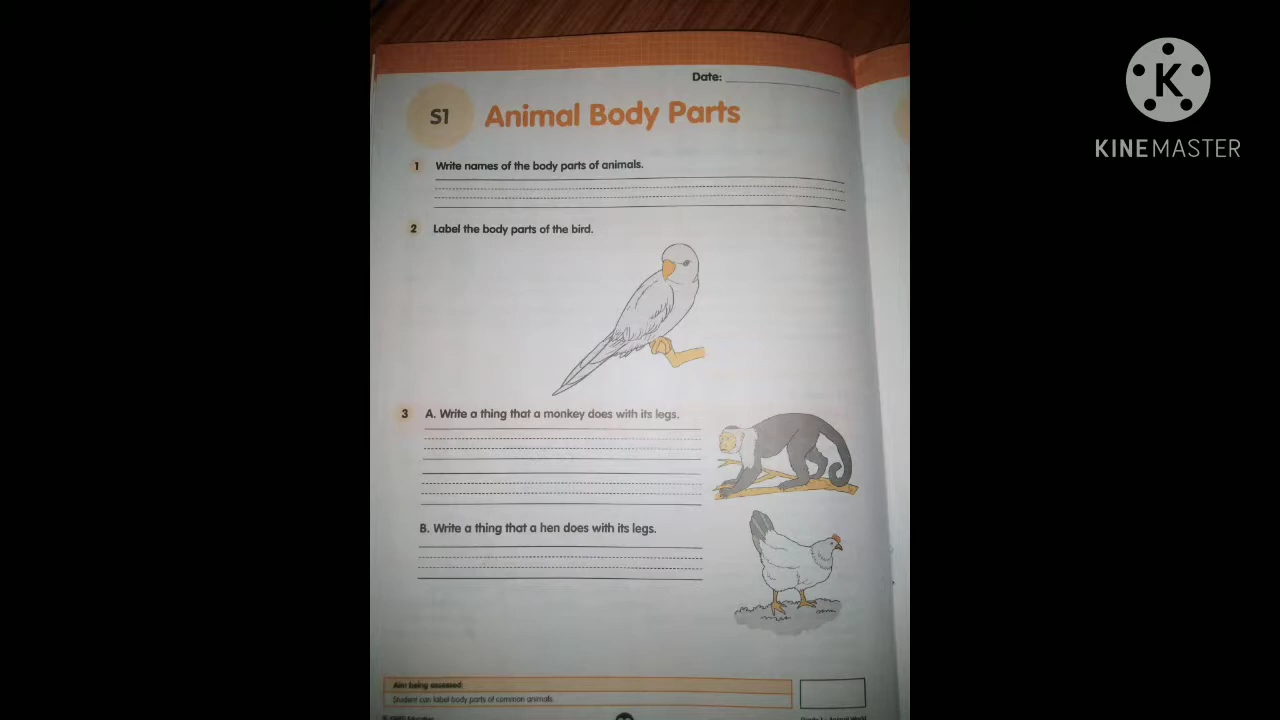 Date:
S1
Animal Body Parts
1 Write names of the body parts of animals.
2 Label the body parts of the bird.
3 A. Write a thing that a monkey does with its legs.
B. Write a thing that a hen does with its legs.
Aim being assessed:
Student can label body parts of common animals.
K
KINEMASTER